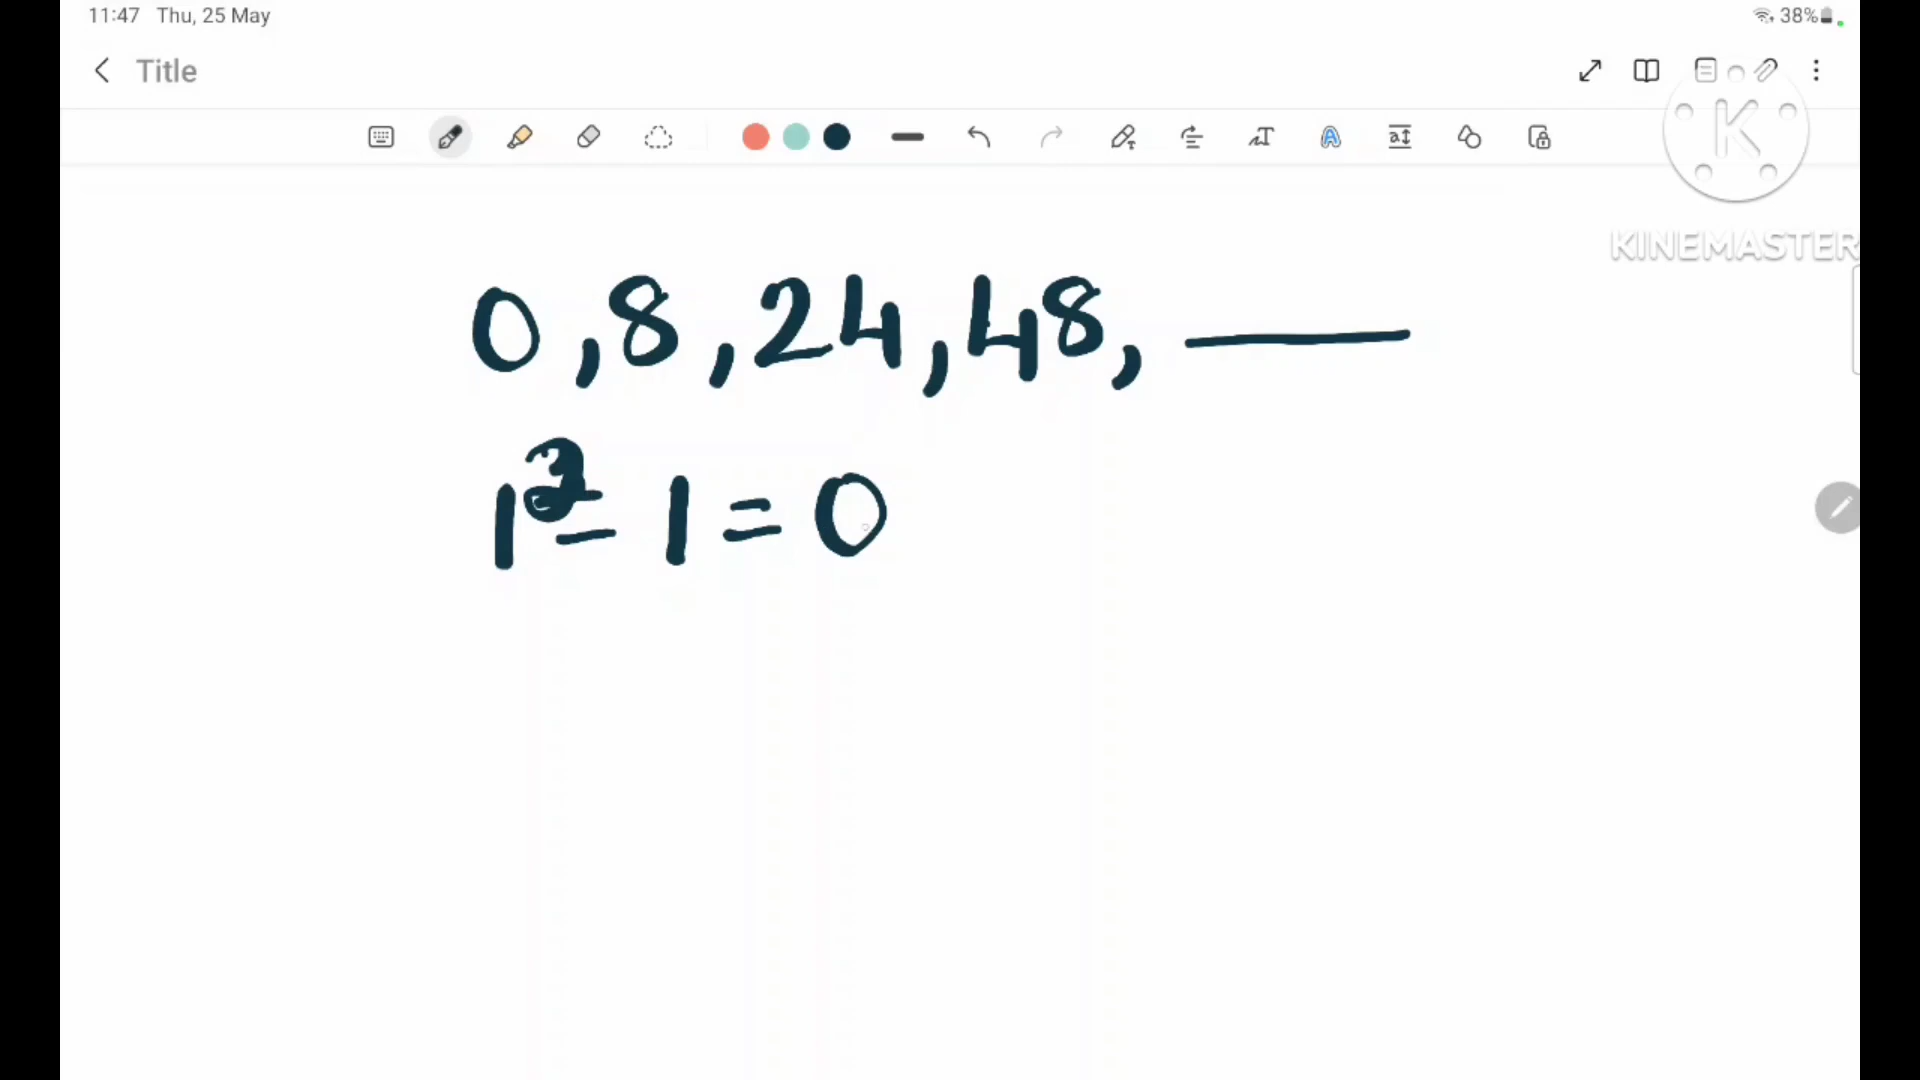 11:47 Thu, 25 May
38%
Title
K
KINEMASTER
0, 8, 24, 48, ____
1² - 1 = 0